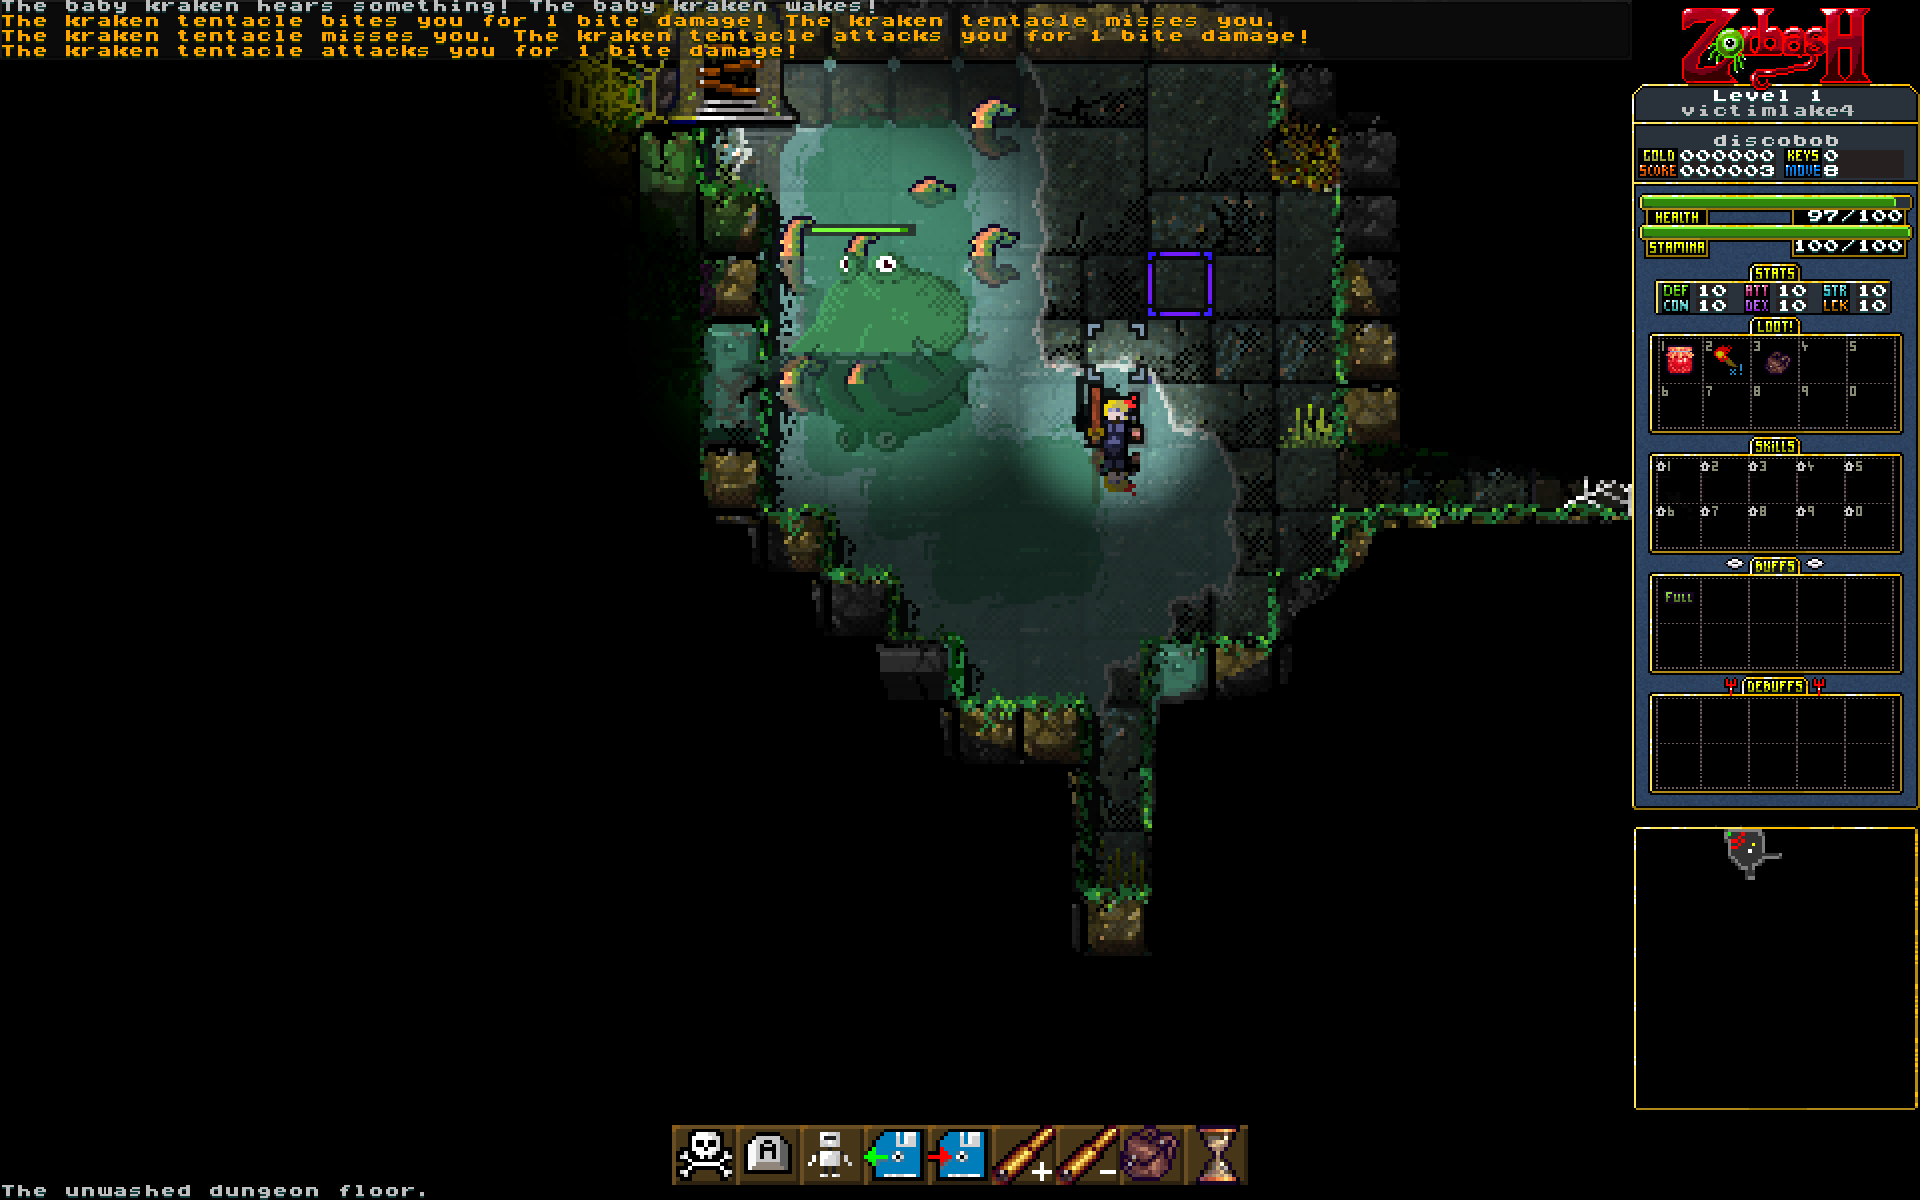 The baby kraken hears something! The baby kraken wakes!
The kraken tentacle bites you for 1 bite damage! The kraken tentacle misses you.
The kraken tentacle misses you. The kraken tentacle attacks you for 1 bite damage!
The kraken tentacle attacks you for 1 bite damage!
ZorbasH
Level 1
victimlake4
discobob
GOLD 000000 KEYS 0
SCORE 000003 MOVE 8
HEALTH 97/100
STAMINA 100/100
STATS
DEF 10 ATT 10 STR 10
CON 10 DEX 10 LCK 10
LOOT!
1 2 3 4 5
x1
6 7 8 9 0
SKILLS
1 2 3 4 5
6 7 8 9 0
BUFFS
Full
DEBUFFS
A
+ -
The unwashed dungeon floor.